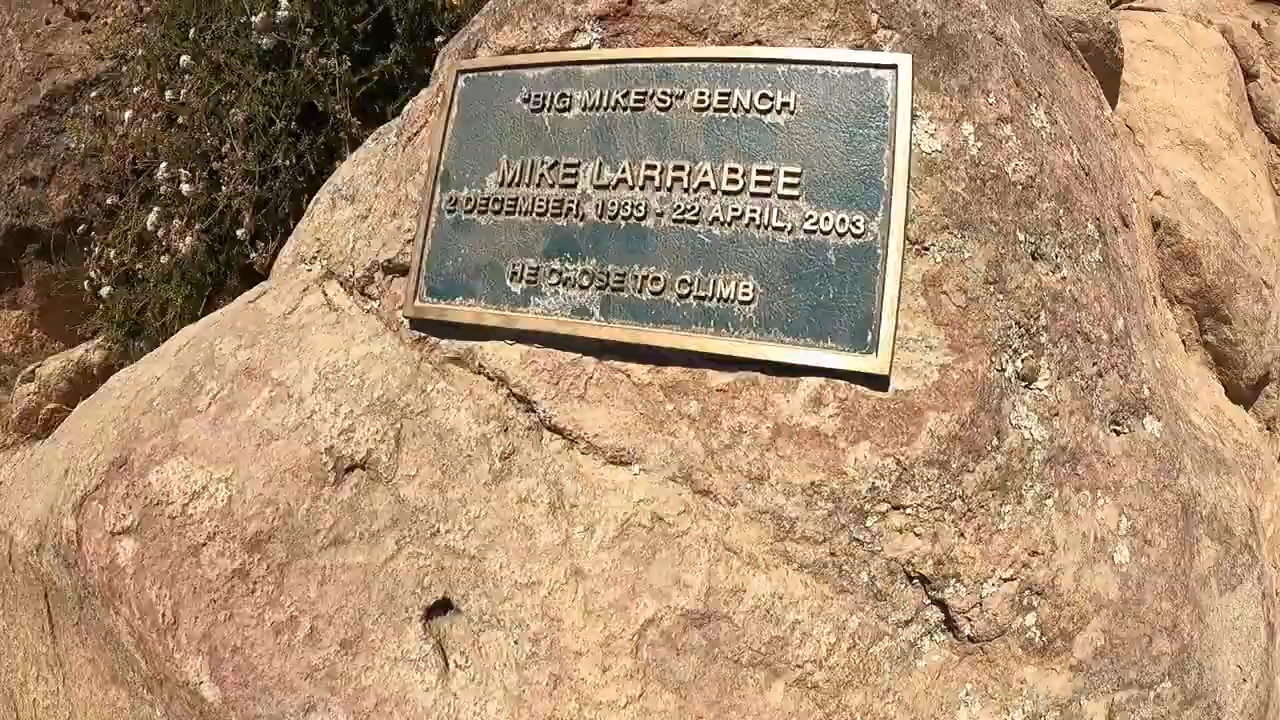 "BIG MIKE'S" BENCH
MIKE LARRABEE
2 DECEMBER, 1933 - 22 APRIL, 2003
HE CHOSE TO CLIMB